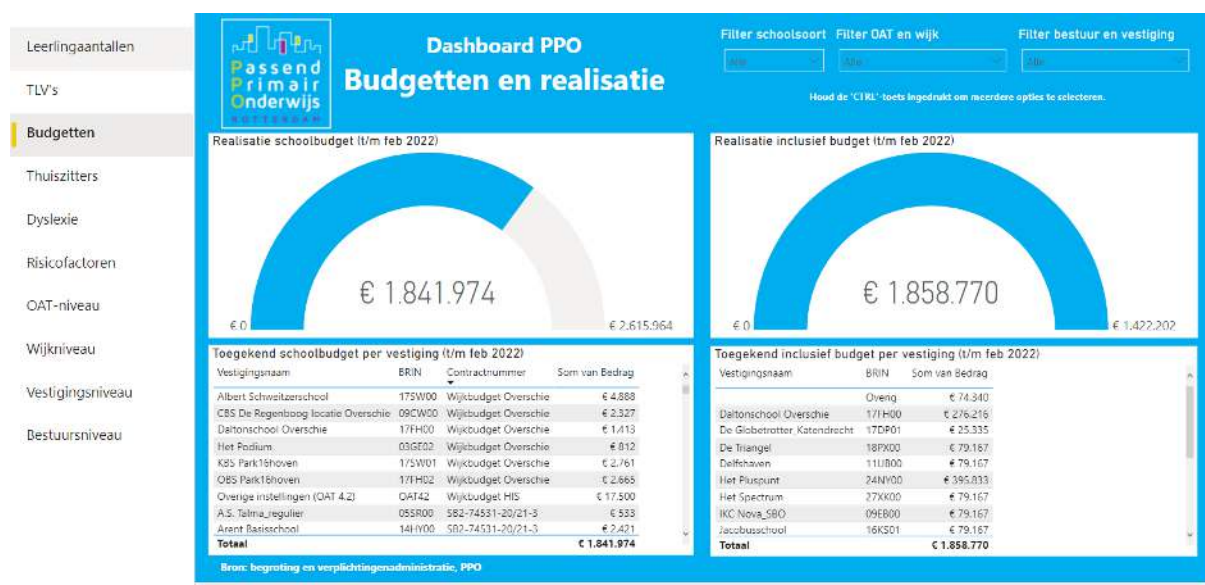 Leerlingaantallen
TLV's
Budgetten
Thuiszitters
Dyslexie
Risicofactoren
OAT-niveau
Wijkniveau
Vestigingsniveau
Bestuursniveau
Passend
Primair
Onderwijs
ROTTERDAM
Dashboard PPO
Budgetten en realisatie
Filter schoolsoort Filter OAT en wijk Filter bestuur en vestiging
Alle Alle Alle
Houd de 'CTRL'-toets ingedrukt om meerdere opties te selecteren.
Realisatie schoolbudget (t/m feb 2022)
€ 1.841.974
€ 0 € 2.615.964
Realisatie inclusief budget (t/m feb 2022)
€ 1.858.770
€ 0 € 1.422.202
Toegekend schoolbudget per vestiging (t/m feb 2022)
Vestigingsnaam BRIN Contractnummer Som van Bedrag
Albert Schweitzerschool 17SW00 Wijkbudget Overschie € 4.888
CBS De Regenboog locatie Overschie 09CW00 Wijkbudget Overschie € 2.327
Daltonschool Overschie 17FH00 Wijkbudget Overschie € 1.413
Het Podium 03GE02 Wijkbudget Overschie € 812
KBS Park16hoven 17SW01 Wijkbudget Overschie € 2.761
OBS Park16hoven 17FH02 Wijkbudget Overschie € 2.665
Overige instellingen (OAT 4.2) OAT42 Wijkbudget HIS € 17.500
A.S. Talma_regulier 05SR00 SB2-74531-20/21-3 € 533
Arent Basisschool 14HY00 SB2-74531-20/21-3 € 2.421
Totaal € 1.841.974
Toegekend inclusief budget per vestiging (t/m feb 2022)
Vestigingsnaam BRIN Som van Bedrag
Overig € 74.340
Daltonschool Overschie 17FH00 € 276.216
De Globetrotter_Katendrecht 17DP01 € 25.335
De Triangel 18PX00 € 79.167
Delfshaven 11UB00 € 79.167
Het Pluspunt 24NY00 € 395.833
Het Spectrum 27XK00 € 79.167
IKC Nova_SBO 09EB00 € 79.167
Jacobusschool 16KS01 € 79.167
Totaal € 1.858.770
Bron: begroting en verplichtingenadministratie, PPO